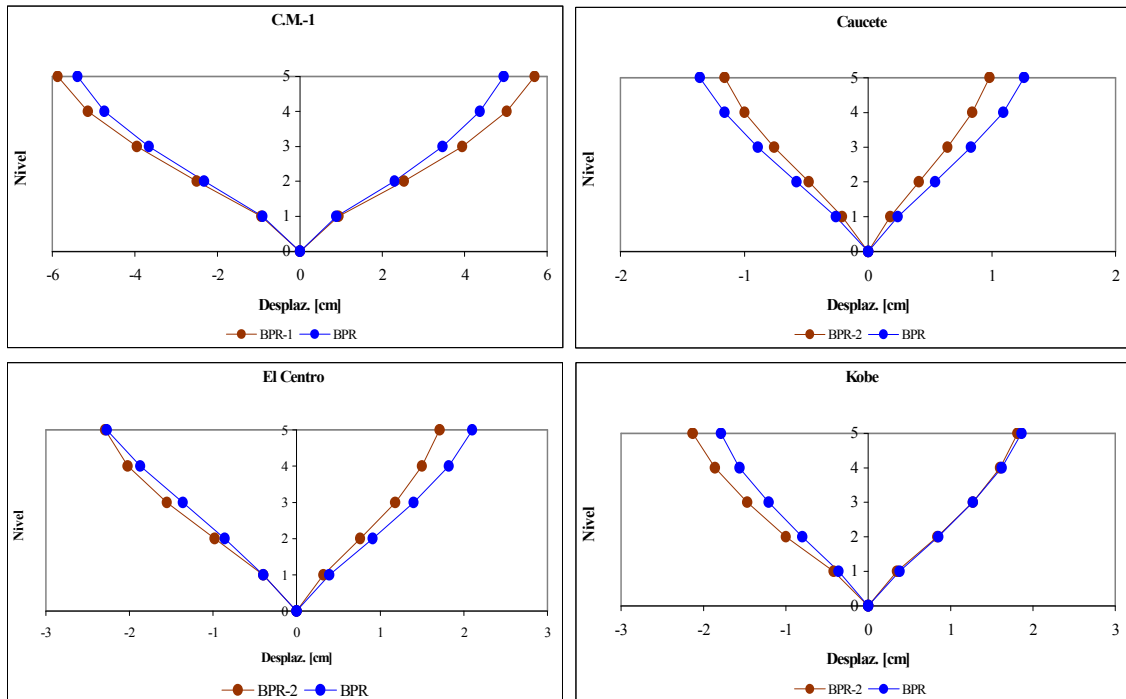 C.M.-1
5
4
3
2
1
0
-6 -4 -2 0 2 4 6
Nivel
Desplaz. [cm]
BPR-1 BPR
Caucete
5
4
3
2
1
0
-2 -1 0 1 2
Nivel
Desplaz. [cm]
BPR-2 BPR
El Centro
5
4
3
2
1
0
-3 -2 -1 0 1 2 3
Nivel
Desplaz. [cm]
BPR-2 BPR
Kobe
5
4
3
2
1
0
-3 -2 -1 0 1 2 3
Nivel
Desplaz. [cm]
BPR-2 BPR